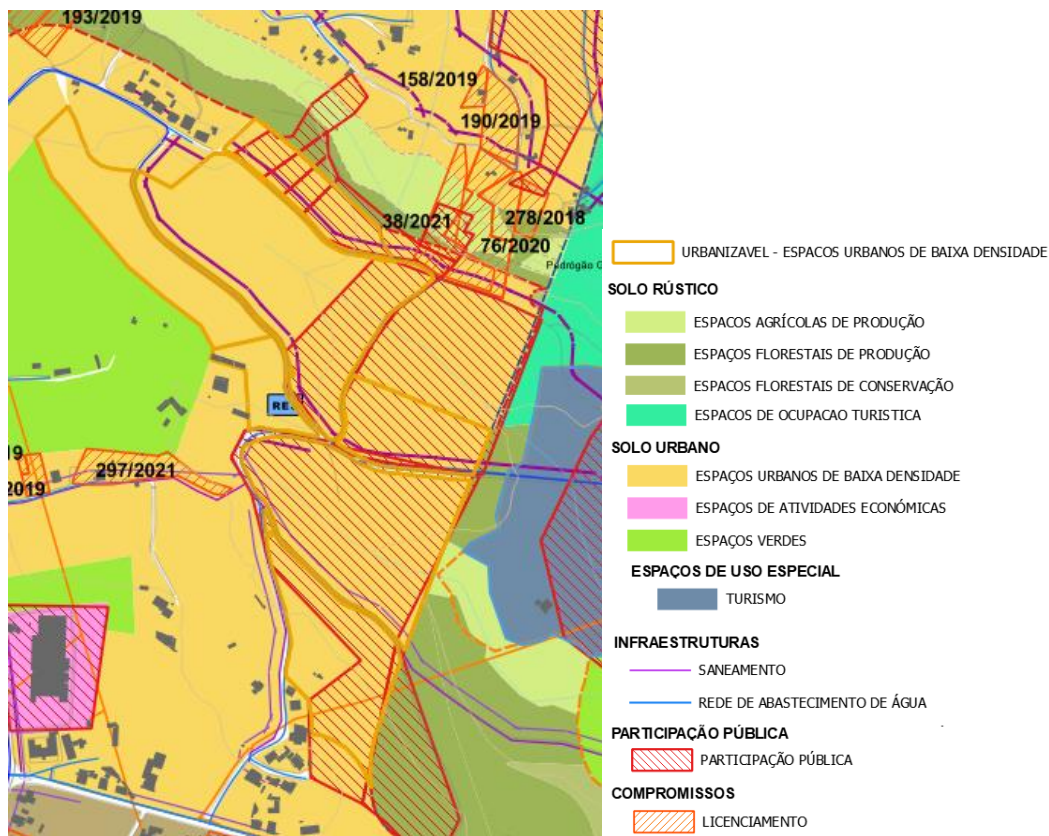 193/2019
158/2019
190/2019
38/2021
278/2018
76/2020
Pedrógão G
RES
19
2019
297/2021
URBANIZAVEL - ESPACOS URBANOS DE BAIXA DENSIDADE
SOLO RÚSTICO
ESPACOS AGRÍCOLAS DE PRODUÇÃO
ESPAÇOS FLORESTAIS DE PRODUÇÃO
ESPACOS FLORESTAIS DE CONSERVAÇÃO
ESPACOS DE OCUPACAO TURISTICA
SOLO URBANO
ESPAÇOS URBANOS DE BAIXA DENSIDADE
ESPAÇOS DE ATIVIDADES ECONÓMICAS
ESPAÇOS VERDES
ESPAÇOS DE USO ESPECIAL
TURISMO
INFRAESTRUTURAS
SANEAMENTO
REDE DE ABASTECIMENTO DE ÁGUA
PARTICIPAÇÃO PÚBLICA
PARTICIPAÇÃO PÚBLICA
COMPROMISSOS
LICENCIAMENTO